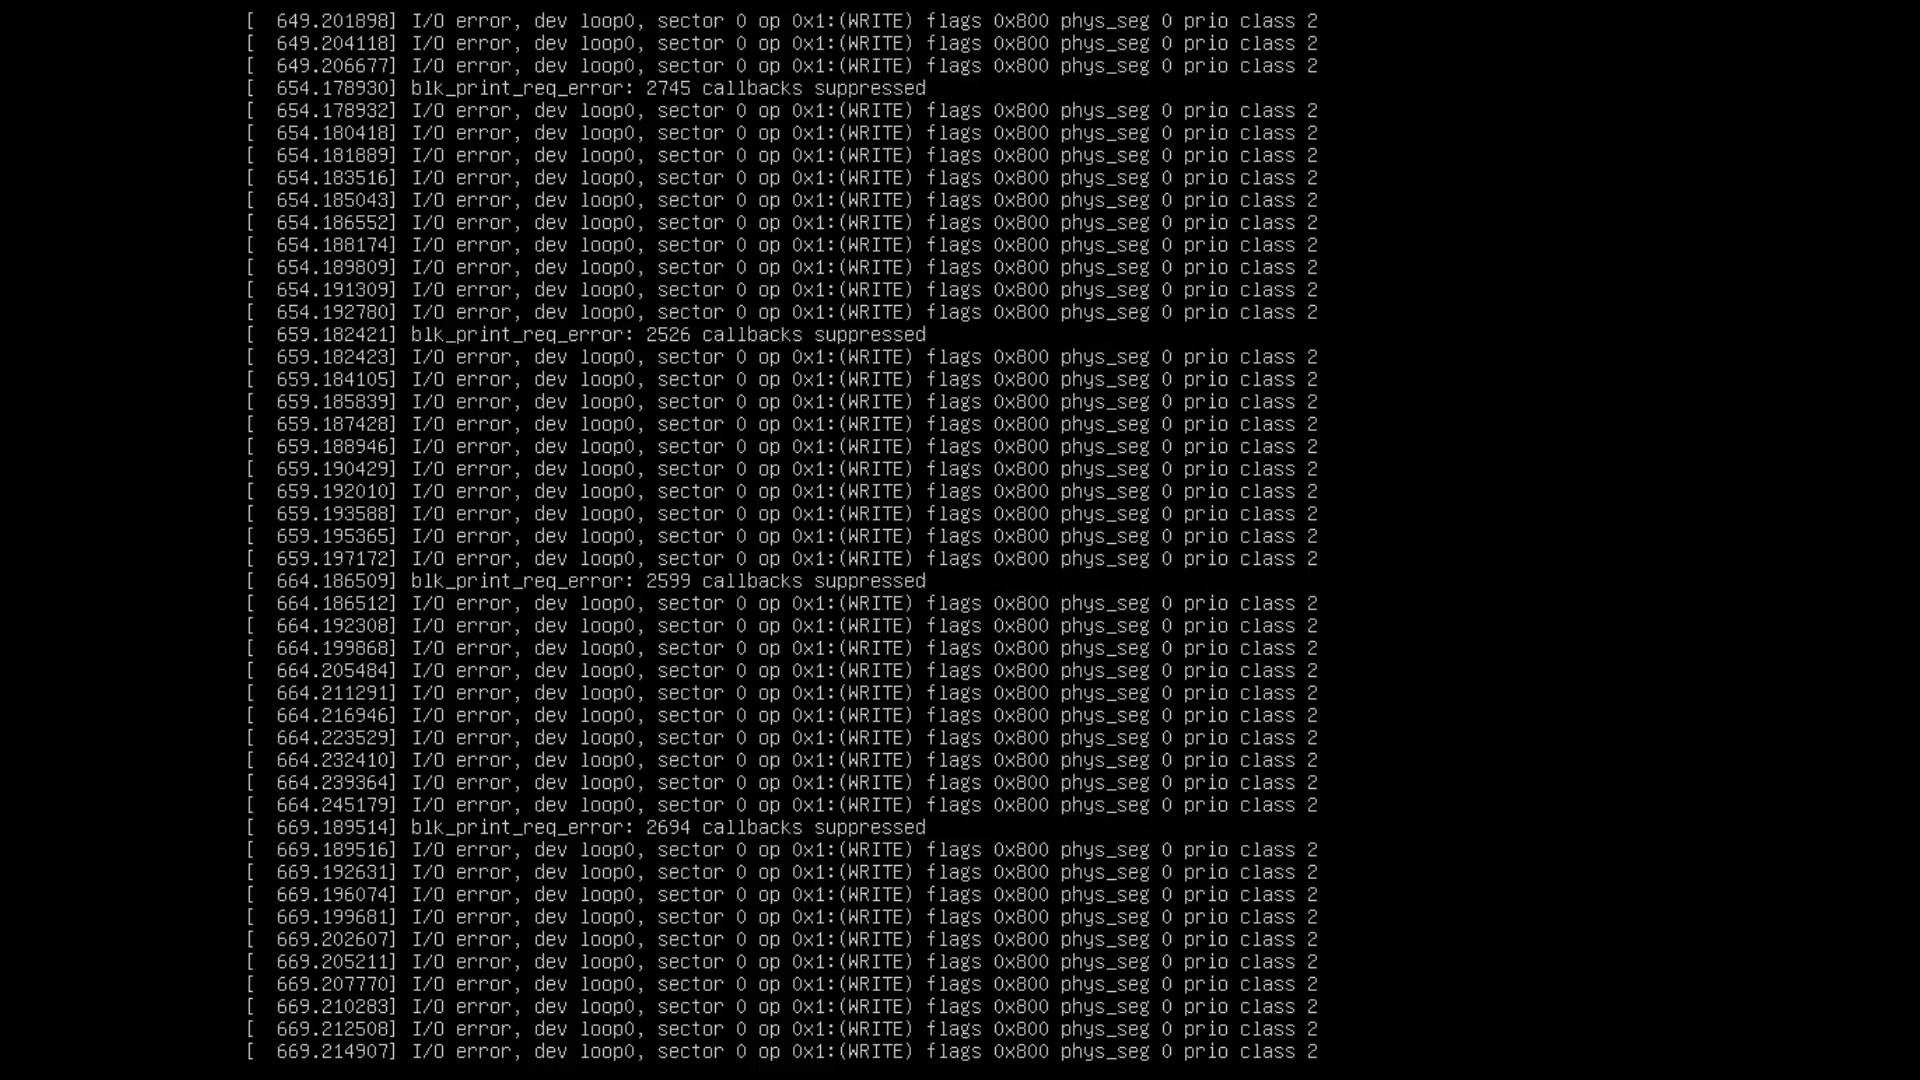 [  649.201898] I/O error, dev loop0, sector 0 op 0x1:(WRITE) flags 0x800 phys_seg 0 prio class 2
[  649.204118] I/O error, dev loop0, sector 0 op 0x1:(WRITE) flags 0x800 phys_seg 0 prio class 2
[  649.206677] I/O error, dev loop0, sector 0 op 0x1:(WRITE) flags 0x800 phys_seg 0 prio class 2
[  654.178930] blk_print_req_error: 2745 callbacks suppressed
[  654.178932] I/O error, dev loop0, sector 0 op 0x1:(WRITE) flags 0x800 phys_seg 0 prio class 2
[  654.180418] I/O error, dev loop0, sector 0 op 0x1:(WRITE) flags 0x800 phys_seg 0 prio class 2
[  654.181889] I/O error, dev loop0, sector 0 op 0x1:(WRITE) flags 0x800 phys_seg 0 prio class 2
[  654.183516] I/O error, dev loop0, sector 0 op 0x1:(WRITE) flags 0x800 phys_seg 0 prio class 2
[  654.185043] I/O error, dev loop0, sector 0 op 0x1:(WRITE) flags 0x800 phys_seg 0 prio class 2
[  654.186552] I/O error, dev loop0, sector 0 op 0x1:(WRITE) flags 0x800 phys_seg 0 prio class 2
[  654.188174] I/O error, dev loop0, sector 0 op 0x1:(WRITE) flags 0x800 phys_seg 0 prio class 2
[  654.189809] I/O error, dev loop0, sector 0 op 0x1:(WRITE) flags 0x800 phys_seg 0 prio class 2
[  654.191309] I/O error, dev loop0, sector 0 op 0x1:(WRITE) flags 0x800 phys_seg 0 prio class 2
[  654.192780] I/O error, dev loop0, sector 0 op 0x1:(WRITE) flags 0x800 phys_seg 0 prio class 2
[  659.182421] blk_print_req_error: 2526 callbacks suppressed
[  659.182423] I/O error, dev loop0, sector 0 op 0x1:(WRITE) flags 0x800 phys_seg 0 prio class 2
[  659.184105] I/O error, dev loop0, sector 0 op 0x1:(WRITE) flags 0x800 phys_seg 0 prio class 2
[  659.185839] I/O error, dev loop0, sector 0 op 0x1:(WRITE) flags 0x800 phys_seg 0 prio class 2
[  659.187428] I/O error, dev loop0, sector 0 op 0x1:(WRITE) flags 0x800 phys_seg 0 prio class 2
[  659.188946] I/O error, dev loop0, sector 0 op 0x1:(WRITE) flags 0x800 phys_seg 0 prio class 2
[  659.190429] I/O error, dev loop0, sector 0 op 0x1:(WRITE) flags 0x800 phys_seg 0 prio class 2
[  659.192010] I/O error, dev loop0, sector 0 op 0x1:(WRITE) flags 0x800 phys_seg 0 prio class 2
[  659.193588] I/O error, dev loop0, sector 0 op 0x1:(WRITE) flags 0x800 phys_seg 0 prio class 2
[  659.195365] I/O error, dev loop0, sector 0 op 0x1:(WRITE) flags 0x800 phys_seg 0 prio class 2
[  659.197172] I/O error, dev loop0, sector 0 op 0x1:(WRITE) flags 0x800 phys_seg 0 prio class 2
[  664.186509] blk_print_req_error: 2599 callbacks suppressed
[  664.186512] I/O error, dev loop0, sector 0 op 0x1:(WRITE) flags 0x800 phys_seg 0 prio class 2
[  664.192308] I/O error, dev loop0, sector 0 op 0x1:(WRITE) flags 0x800 phys_seg 0 prio class 2
[  664.199868] I/O error, dev loop0, sector 0 op 0x1:(WRITE) flags 0x800 phys_seg 0 prio class 2
[  664.205484] I/O error, dev loop0, sector 0 op 0x1:(WRITE) flags 0x800 phys_seg 0 prio class 2
[  664.211291] I/O error, dev loop0, sector 0 op 0x1:(WRITE) flags 0x800 phys_seg 0 prio class 2
[  664.216946] I/O error, dev loop0, sector 0 op 0x1:(WRITE) flags 0x800 phys_seg 0 prio class 2
[  664.223529] I/O error, dev loop0, sector 0 op 0x1:(WRITE) flags 0x800 phys_seg 0 prio class 2
[  664.232410] I/O error, dev loop0, sector 0 op 0x1:(WRITE) flags 0x800 phys_seg 0 prio class 2
[  664.239364] I/O error, dev loop0, sector 0 op 0x1:(WRITE) flags 0x800 phys_seg 0 prio class 2
[  664.245179] I/O error, dev loop0, sector 0 op 0x1:(WRITE) flags 0x800 phys_seg 0 prio class 2
[  669.189514] blk_print_req_error: 2694 callbacks suppressed
[  669.189516] I/O error, dev loop0, sector 0 op 0x1:(WRITE) flags 0x800 phys_seg 0 prio class 2
[  669.192631] I/O error, dev loop0, sector 0 op 0x1:(WRITE) flags 0x800 phys_seg 0 prio class 2
[  669.196074] I/O error, dev loop0, sector 0 op 0x1:(WRITE) flags 0x800 phys_seg 0 prio class 2
[  669.199681] I/O error, dev loop0, sector 0 op 0x1:(WRITE) flags 0x800 phys_seg 0 prio class 2
[  669.202607] I/O error, dev loop0, sector 0 op 0x1:(WRITE) flags 0x800 phys_seg 0 prio class 2
[  669.205211] I/O error, dev loop0, sector 0 op 0x1:(WRITE) flags 0x800 phys_seg 0 prio class 2
[  669.207770] I/O error, dev loop0, sector 0 op 0x1:(WRITE) flags 0x800 phys_seg 0 prio class 2
[  669.210283] I/O error, dev loop0, sector 0 op 0x1:(WRITE) flags 0x800 phys_seg 0 prio class 2
[  669.212508] I/O error, dev loop0, sector 0 op 0x1:(WRITE) flags 0x800 phys_seg 0 prio class 2
[  669.214907] I/O error, dev loop0, sector 0 op 0x1:(WRITE) flags 0x800 phys_seg 0 prio class 2